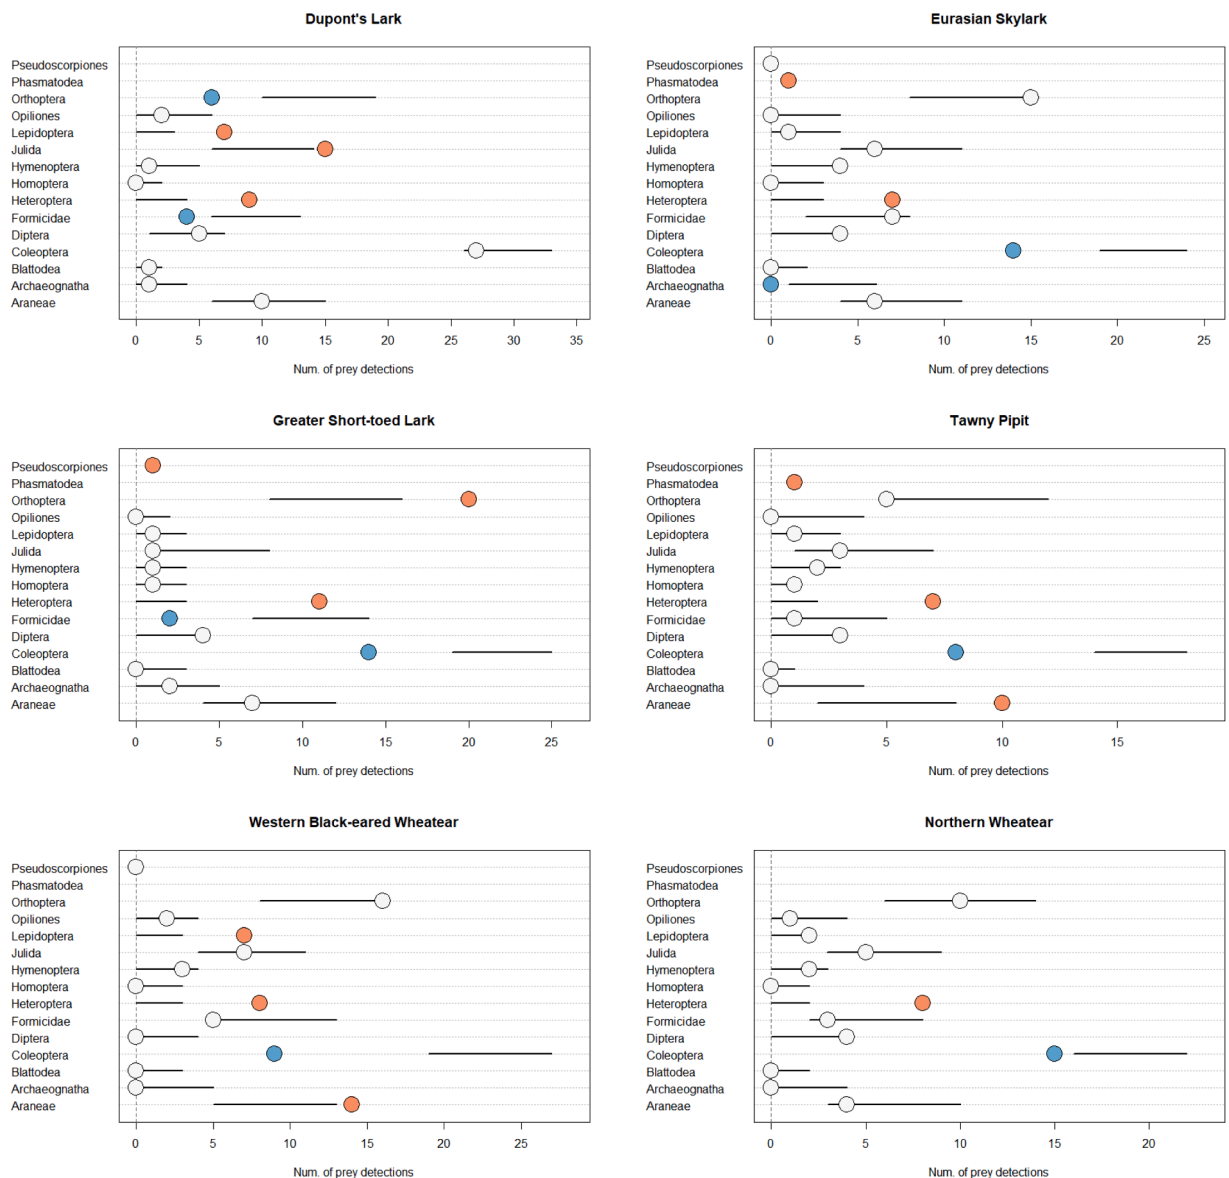 Dupont's Lark
Pseudoscorpiones
Phasmatodea
Orthoptera
Opiliones
Lepidoptera
Julida
Hymenoptera
Homoptera
Heteroptera
Formicidae
Diptera
Coleoptera
Blattodea
Archaeognatha
Araneae
0 5 10 15 20 25 30 35
Num. of prey detections
Eurasian Skylark
Pseudoscorpiones
Phasmatodea
Orthoptera
Opiliones
Lepidoptera
Julida
Hymenoptera
Homoptera
Heteroptera
Formicidae
Diptera
Coleoptera
Blattodea
Archaeognatha
Araneae
0 5 10 15 20 25
Num. of prey detections
Greater Short-toed Lark
Pseudoscorpiones
Phasmatodea
Orthoptera
Opiliones
Lepidoptera
Julida
Hymenoptera
Homoptera
Heteroptera
Formicidae
Diptera
Coleoptera
Blattodea
Archaeognatha
Araneae
0 5 10 15 20 25
Num. of prey detections
Tawny Pipit
Pseudoscorpiones
Phasmatodea
Orthoptera
Opiliones
Lepidoptera
Julida
Hymenoptera
Homoptera
Heteroptera
Formicidae
Diptera
Coleoptera
Blattodea
Archaeognatha
Araneae
0 5 10 15
Num. of prey detections
Western Black-eared Wheatear
Pseudoscorpiones
Phasmatodea
Orthoptera
Opiliones
Lepidoptera
Julida
Hymenoptera
Homoptera
Heteroptera
Formicidae
Diptera
Coleoptera
Blattodea
Archaeognatha
Araneae
0 5 10 15 20 25
Num. of prey detections
Northern Wheatear
Pseudoscorpiones
Phasmatodea
Orthoptera
Opiliones
Lepidoptera
Julida
Hymenoptera
Homoptera
Heteroptera
Formicidae
Diptera
Coleoptera
Blattodea
Archaeognatha
Araneae
0 5 10 15 20
Num. of prey detections